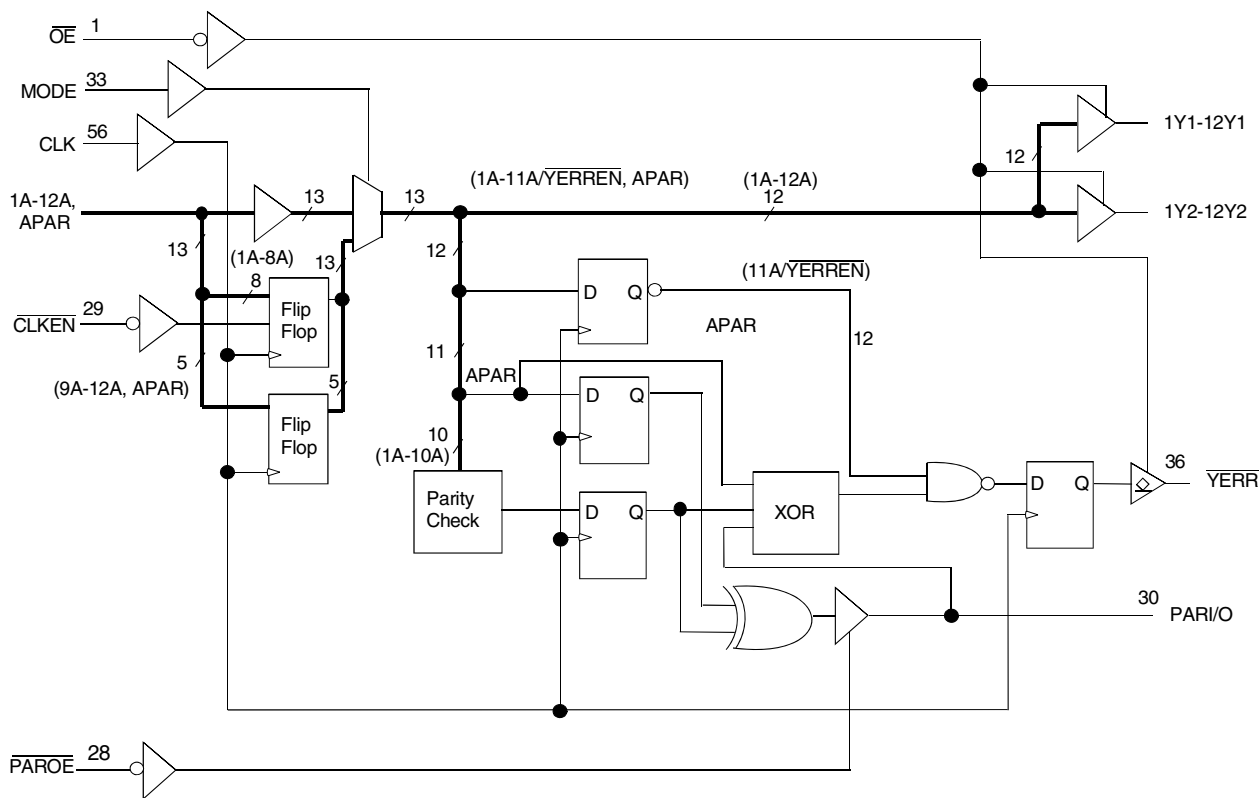 OE 1
MODE 33
CLK 56
1A-12A,
APAR
13
13
(1A-11A/YERREN, APAR)
(1A-12A)
12
12
1Y1-12Y1
1Y2-12Y2
13
(1A-8A)
8
13
12
Flip
Flop
CLKEN 29
5
(9A-12A, APAR)
5
Flip
Flop
D Q
(11A/YERREN)
APAR
12
11
APAR
D Q
10
(1A-10A)
Parity
Check
D Q
XOR
D Q
36
YERR
30
PARI/O
PAROE 28